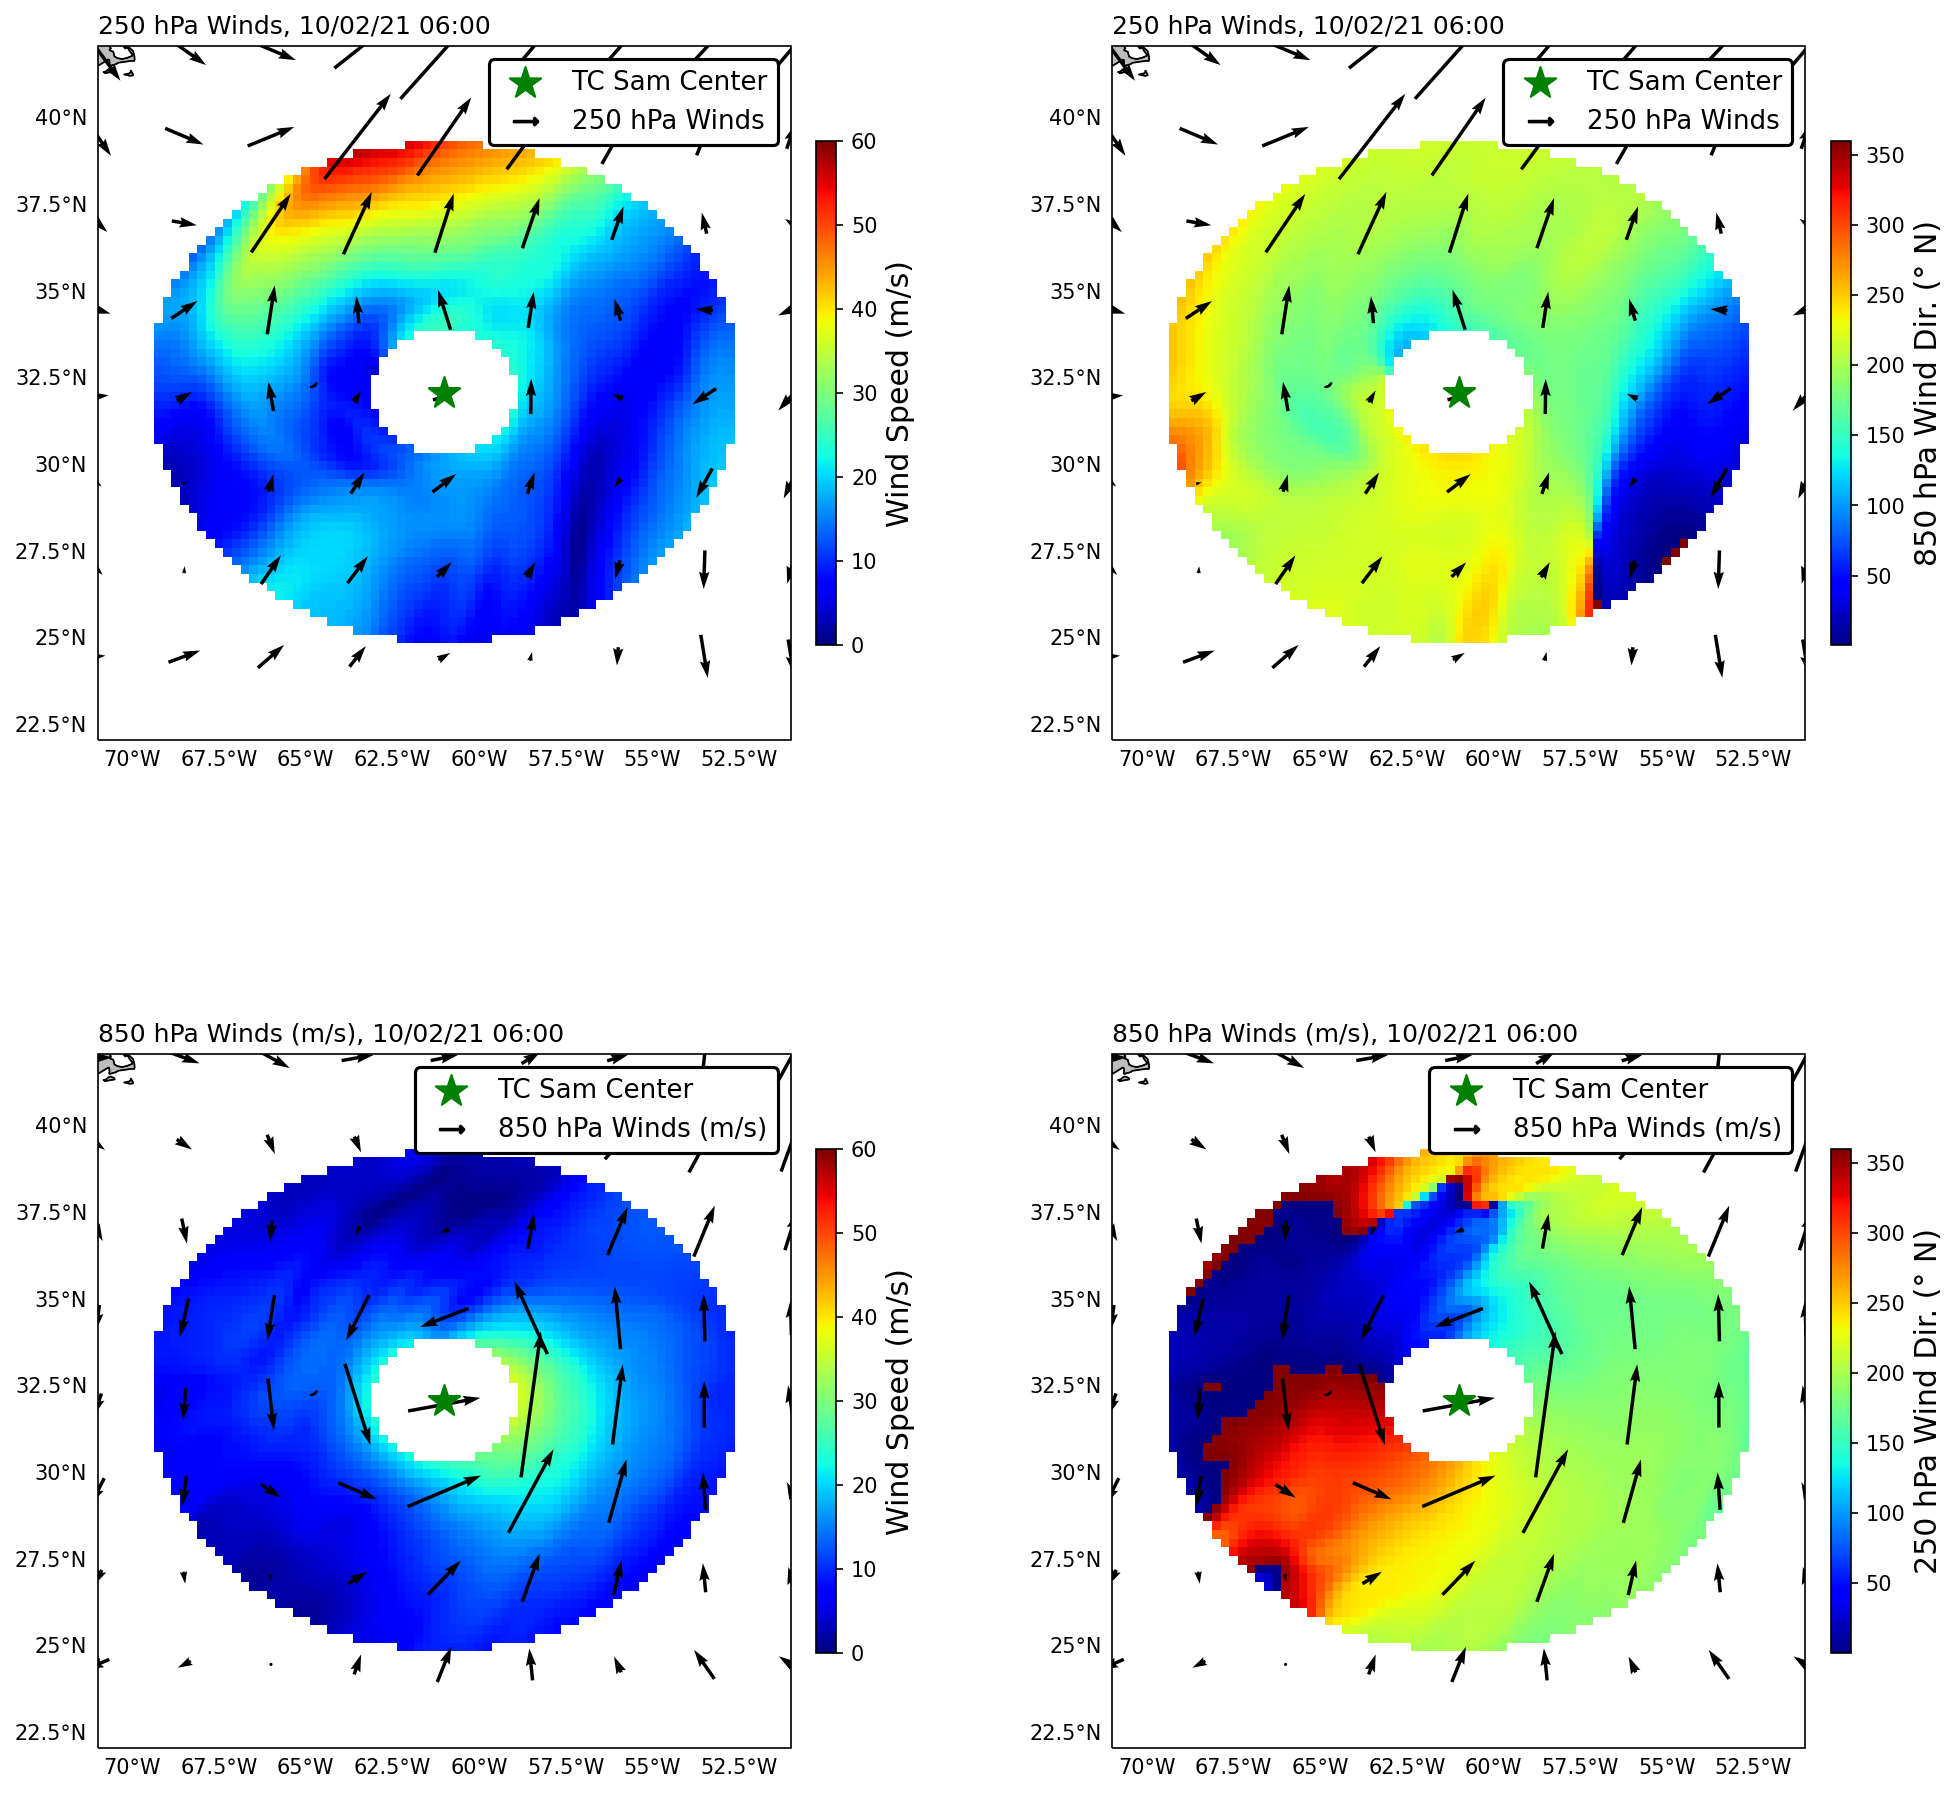 250 hPa Winds, 10/02/21 06:00
TC Sam Center
250 hPa Winds
40°N
37.5°N
35°N
32.5°N
30°N
27.5°N
25°N
22.5°N
70°W 67.5°W 65°W 62.5°W 60°W 57.5°W 55°W 52.5°W
60
50
40
30
20
10
0
Wind Speed (m/s)
250 hPa Winds, 10/02/21 06:00
TC Sam Center
250 hPa Winds
40°N
37.5°N
35°N
32.5°N
30°N
27.5°N
25°N
22.5°N
70°W 67.5°W 65°W 62.5°W 60°W 57.5°W 55°W 52.5°W
350
300
250
200
150
100
50
850 hPa Wind Dir. (° N)
850 hPa Winds (m/s), 10/02/21 06:00
TC Sam Center
850 hPa Winds (m/s)
40°N
37.5°N
35°N
32.5°N
30°N
27.5°N
25°N
22.5°N
70°W 67.5°W 65°W 62.5°W 60°W 57.5°W 55°W 52.5°W
60
50
40
30
20
10
0
Wind Speed (m/s)
850 hPa Winds (m/s), 10/02/21 06:00
TC Sam Center
850 hPa Winds (m/s)
40°N
37.5°N
35°N
32.5°N
30°N
27.5°N
25°N
22.5°N
70°W 67.5°W 65°W 62.5°W 60°W 57.5°W 55°W 52.5°W
350
300
250
200
150
100
50
250 hPa Wind Dir. (° N)